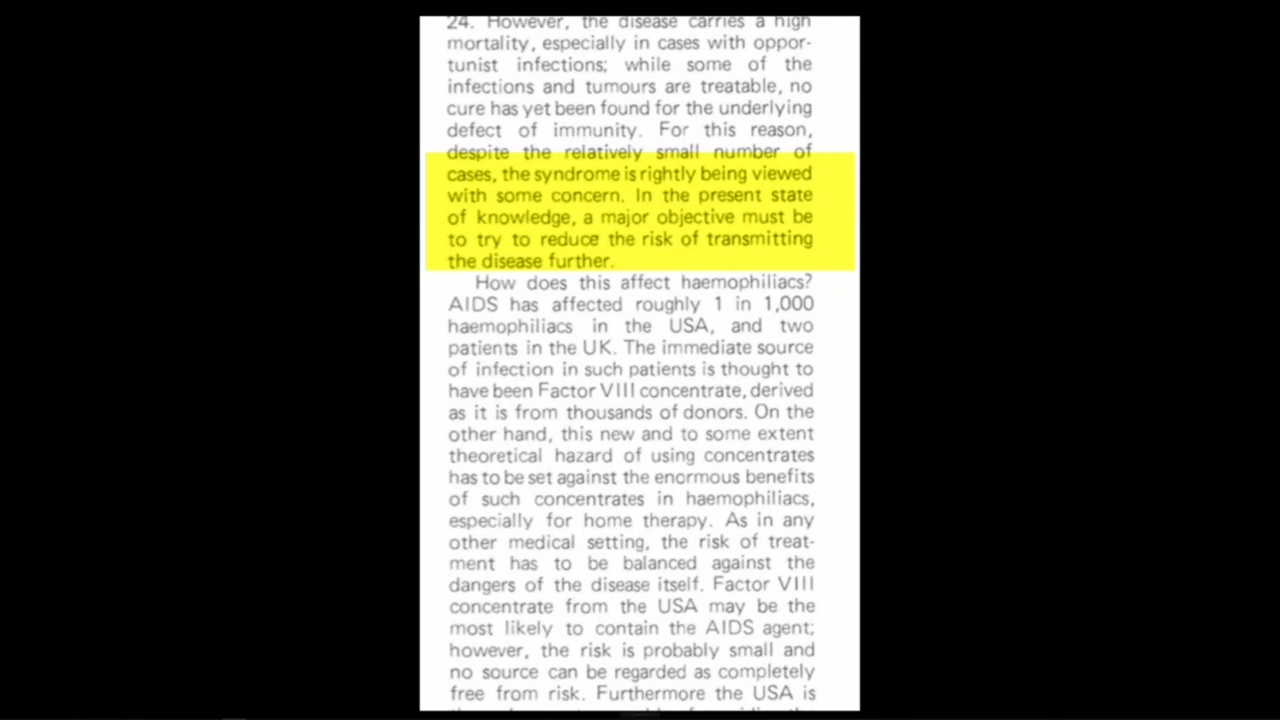 24. However, the disease carries a high
mortality, especially in cases with oppor-
tunist infections; while some of the
infections and tumours are treatable, no
cure has yet been found for the underlying
defect of immunity. For this reason,
despite the relatively small number of
cases, the syndrome is rightly being viewed
with some concern. In the present state
of knowledge, a major objective must be
to try to reduce the risk of transmitting
the disease further.
How does this affect haemophiliacs?
AIDS has affected roughly 1 in 1,000
haemophiliacs in the USA, and two
patients in the UK. The immediate source
of infection in such patients is thought to
have been Factor VIII concentrate, derived
as it is from thousands of donors. On the
other hand, this new and to some extent
theoretical hazard of using concentrates
has to be set against the enormous benefits
of such concentrates in haemophiliacs,
especially for home therapy. As in any
other medical setting, the risk of treat-
ment has to be balanced against the
dangers of the disease itself. Factor VIII
concentrate from the USA may be the
most likely to contain the AIDS agent;
however, the risk is probably small and
no source can be regarded as completely
free from risk. Furthermore the USA is